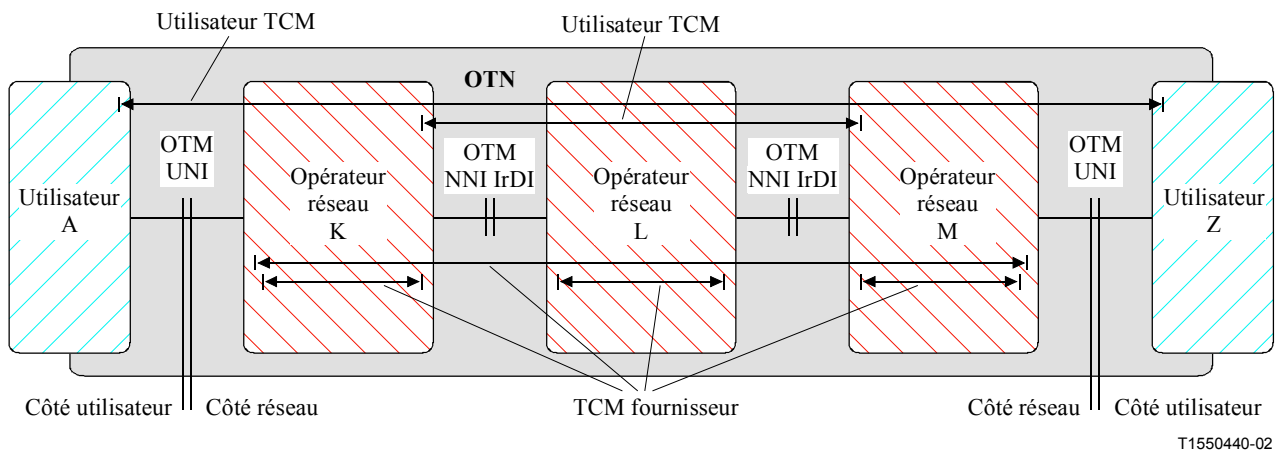 Utilisateur TCM
Utilisateur TCM
OTN
OTM
UNI
OTM
NNI IrDI
OTM
NNI IrDI
OTM
UNI
Utilisateur
A
Opérateur
réseau
K
Opérateur
réseau
L
Opérateur
réseau
M
Utilisateur
Z
Côté utilisateur
Côté réseau
TCM fournisseur
Côté réseau
Côté utilisateur
T1550440-02